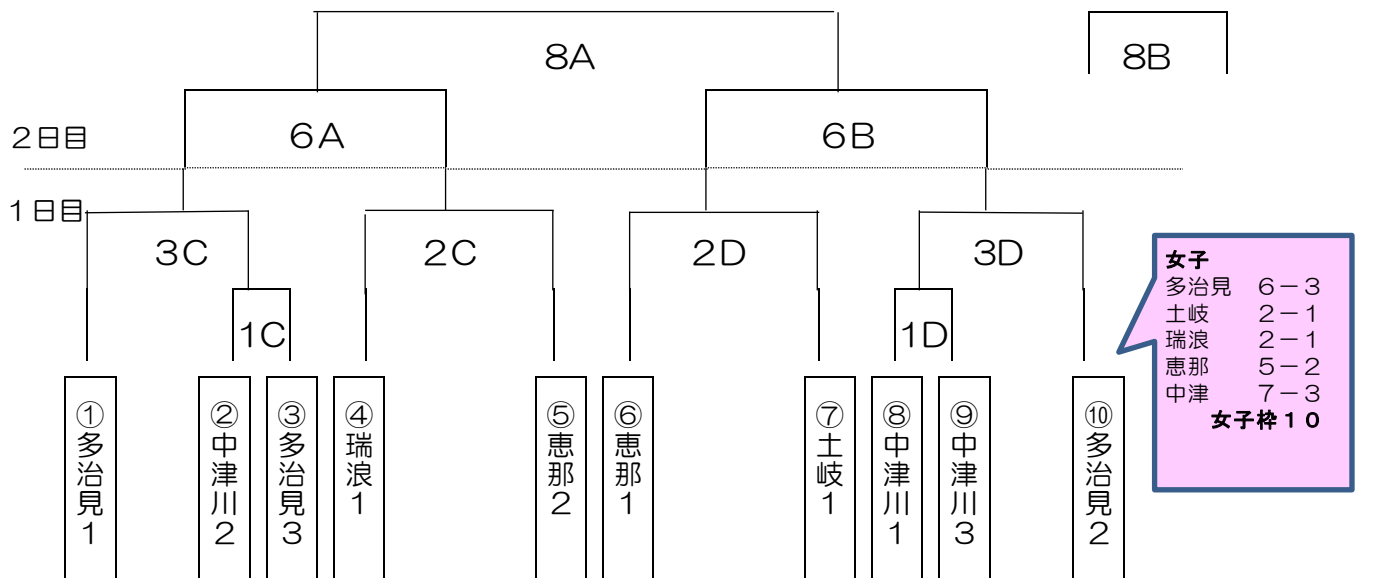 8A
8B
2日目
6A
6B
1日目
3C
2C
2D
3D
1C
1D
①多治見1
②中津川2
③多治見3
④瑞浪1
⑤恵那2
⑥恵那1
⑦土岐1
⑧中津川1
⑨中津川3
⑩多治見2
女子
多治見 6-3
土岐 2-1
瑞浪 2-1
恵那 5-2
中津 7-3
女子枠10